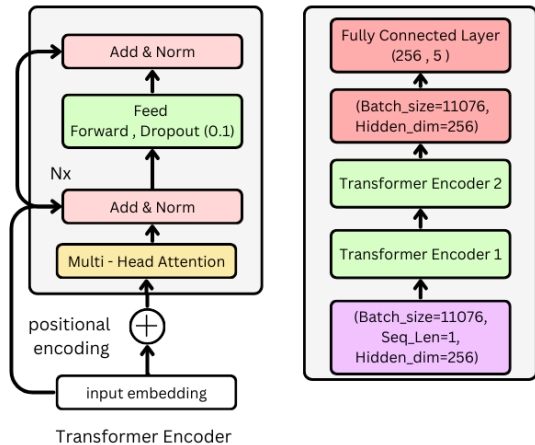 Add & Norm
Feed
Forward , Dropout (0.1)
Nx
Add & Norm
Multi - Head Attention
positional
encoding
input embedding
Transformer Encoder
Fully Connected Layer
(256 , 5 )
(Batch_size=11076,
Hidden_dim=256)
Transformer Encoder 2
Transformer Encoder 1
(Batch_size=11076,
Seq_Len=1,
Hidden_dim=256)